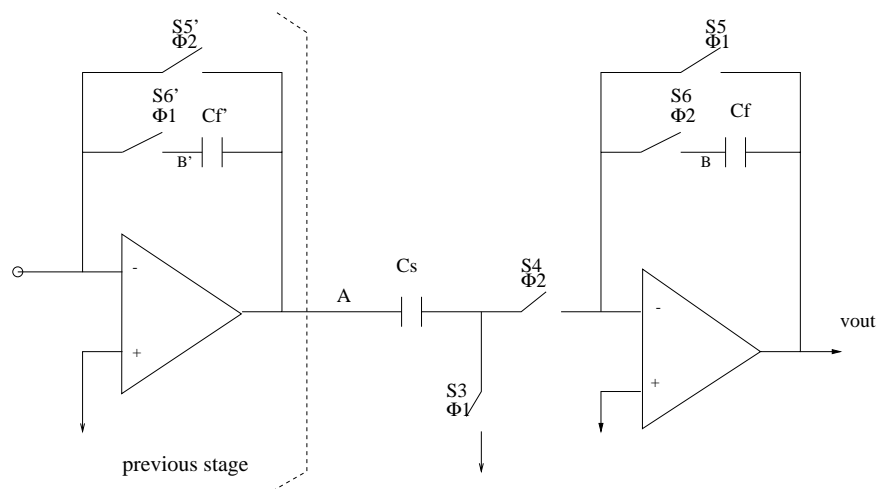 S5'
Φ2
S6'
Φ1
Cf'
B'
-
+
previous stage
A
Cs
S4
Φ2
S3
Φ1
S5
Φ1
S6
Φ2
Cf
B
-
+
vout